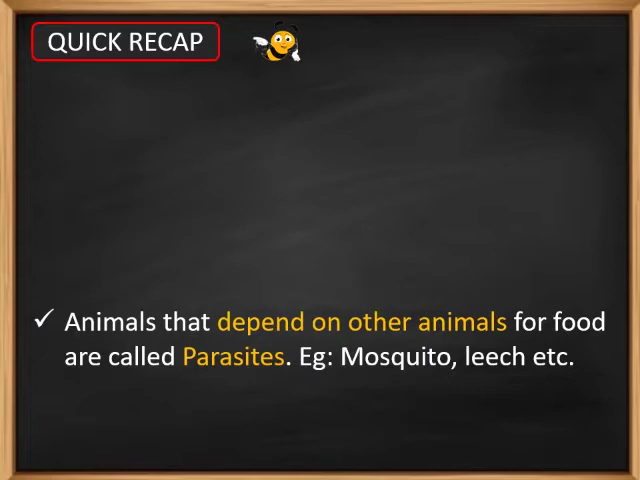 QUICK RECAP
✓ Animals that depend on other animals for food
are called Parasites. Eg: Mosquito, leech etc.